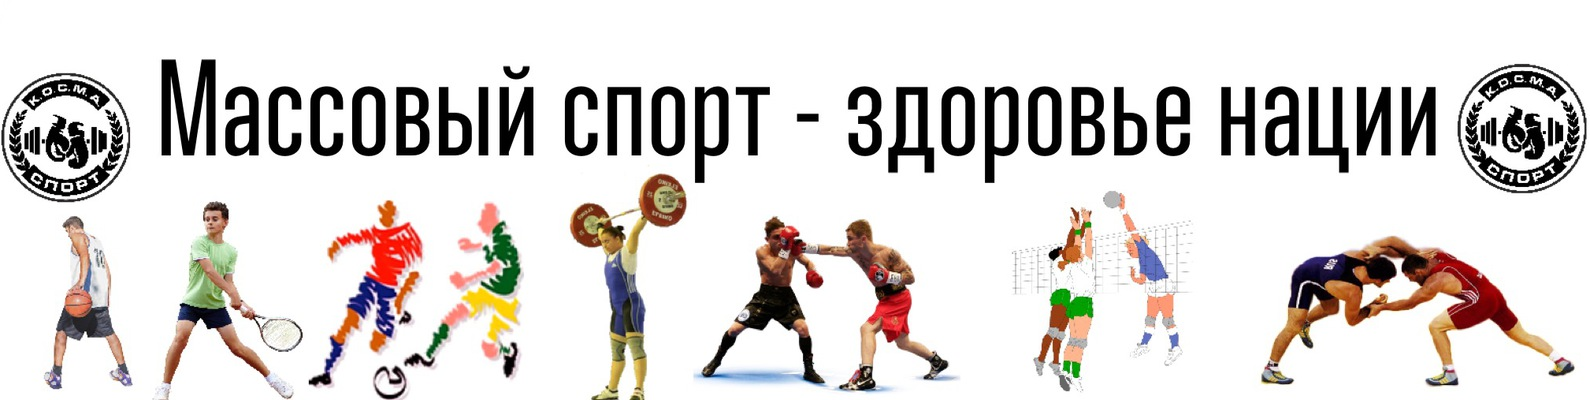 Массовый спорт - здоровье нации
К.О.С.М.А.
СПОРТ
К.О.С.М.А.
СПОРТ